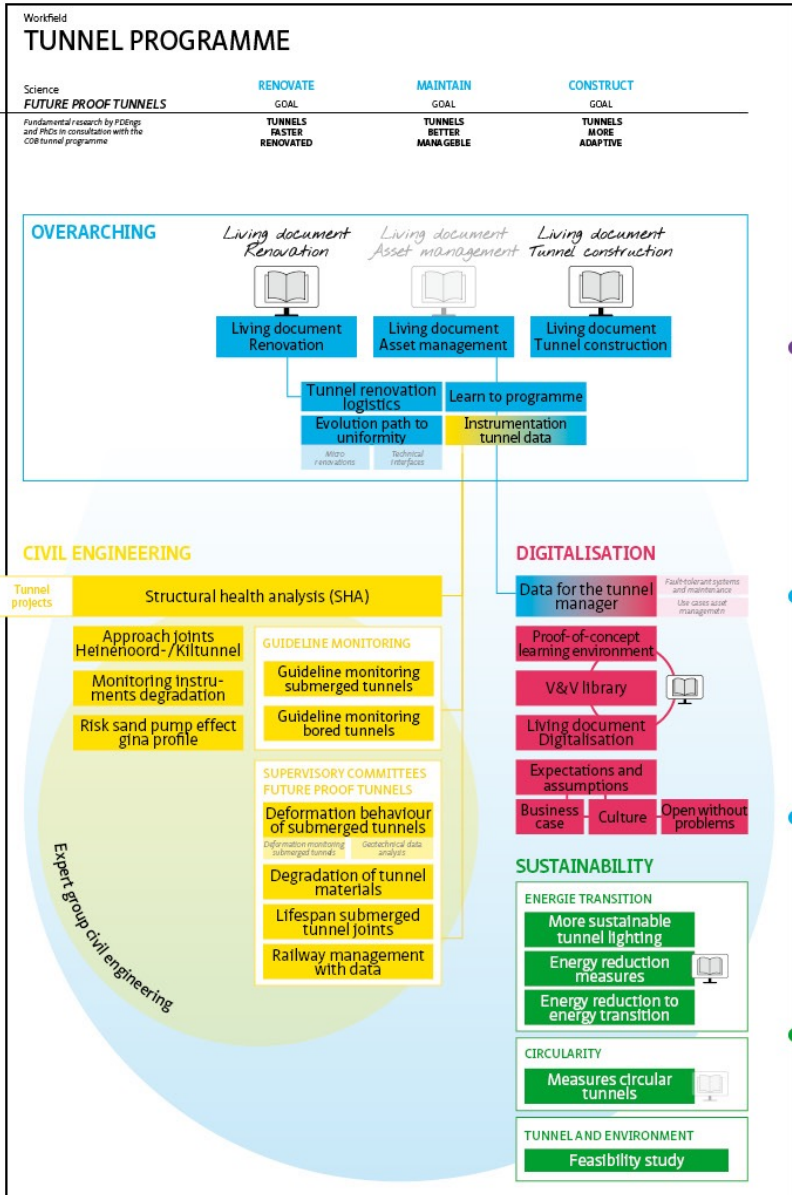 Workfield
TUNNEL PROGRAMME
Science
FUTURE PROOF TUNNELS
Fundamental research by PDEngs
and PhDs in consultation with the
COB tunnel programme
RENOVATE
GOAL
TUNNELS
FASTER
RENOVATED
MAINTAIN
GOAL
TUNNELS
BETTER
MANAGEBLE
CONSTRUCT
GOAL
TUNNELS
MORE
ADAPTIVE
OVERARCHING
Living document
Renovation
Living document
Asset management
Living document
Tunnel construction
Living document
Renovation
Living document
Asset management
Living document
Tunnel construction
Tunnel renovation
logistics
Learn to programme
Evolution path to
uniformity
Instrumentation
tunnel data
Micro
renovations
Technical
Interfaces
CIVIL ENGINEERING
Tunnel
projects
Structural health analysis (SHA)
Approach joints
Heinenoord-/Kiltunnel
Monitoring instru-
ments degradation
Risk sand pump effect
gina profile
GUIDELINE MONITORING
Guideline monitoring
submerged tunnels
Guideline monitoring
bored tunnels
SUPERVISORY COMMITTEES
FUTURE PROOF TUNNELS
Deformation behaviour
of submerged tunnels
Deformation monitoring
submerged tunnels
Geotechnical data
analysis
Degradation of tunnel
materials
Lifespan submerged
tunnel joints
Railway management
with data
Expert group civil engineering
DIGITALISATION
Data for the tunnel
manager
Fault-tolerant systems
and maintenance
Use cases asset
managemetn
Proof-of-concept
learning environment
V&V library
Living document
Digitalisation
Expectations and
assumptions
Business
case
Culture
Open without
problems
SUSTAINABILITY
ENERGIE TRANSITION
More sustainable
tunnel lighting
Energy reduction
measures
Energy reduction to
energy transition
CIRCULARITY
Measures circular
tunnels
TUNNEL AND ENVIRONMENT
Feasibility study